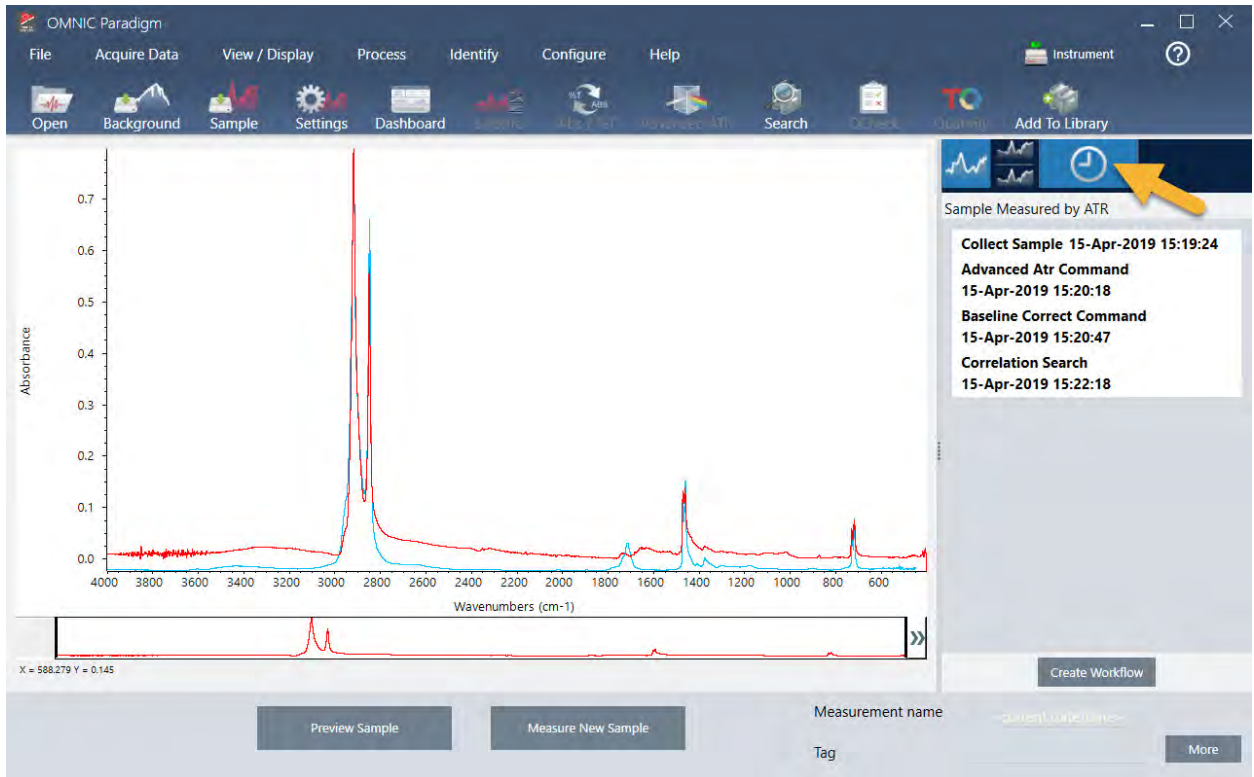 OMNIC Paradigm
File Acquire Data View / Display Process Identify Configure Help Instrument
Open Background Sample Settings Dashboard Search QCheck Quantify Add To Library
Advanced ATR
Sample Measured by ATR
Collect Sample 15-Apr-2019 15:19:24
Advanced Atr Command
15-Apr-2019 15:20:18
Baseline Correct Command
15-Apr-2019 15:20:47
Correlation Search
15-Apr-2019 15:22:18
Absorbance
0.7
0.6
0.5
0.4
0.3
0.2
0.1
0.0
4000 3800 3600 3400 3200 3000 2800 2600 2400 2200 2000 1800 1600 1400 1200 1000 800 600
Wavenumbers (cm-1)
X = 588.279 Y = 0.145
Create Workflow
Preview Sample Measure New Sample
Measurement name
Tag
More